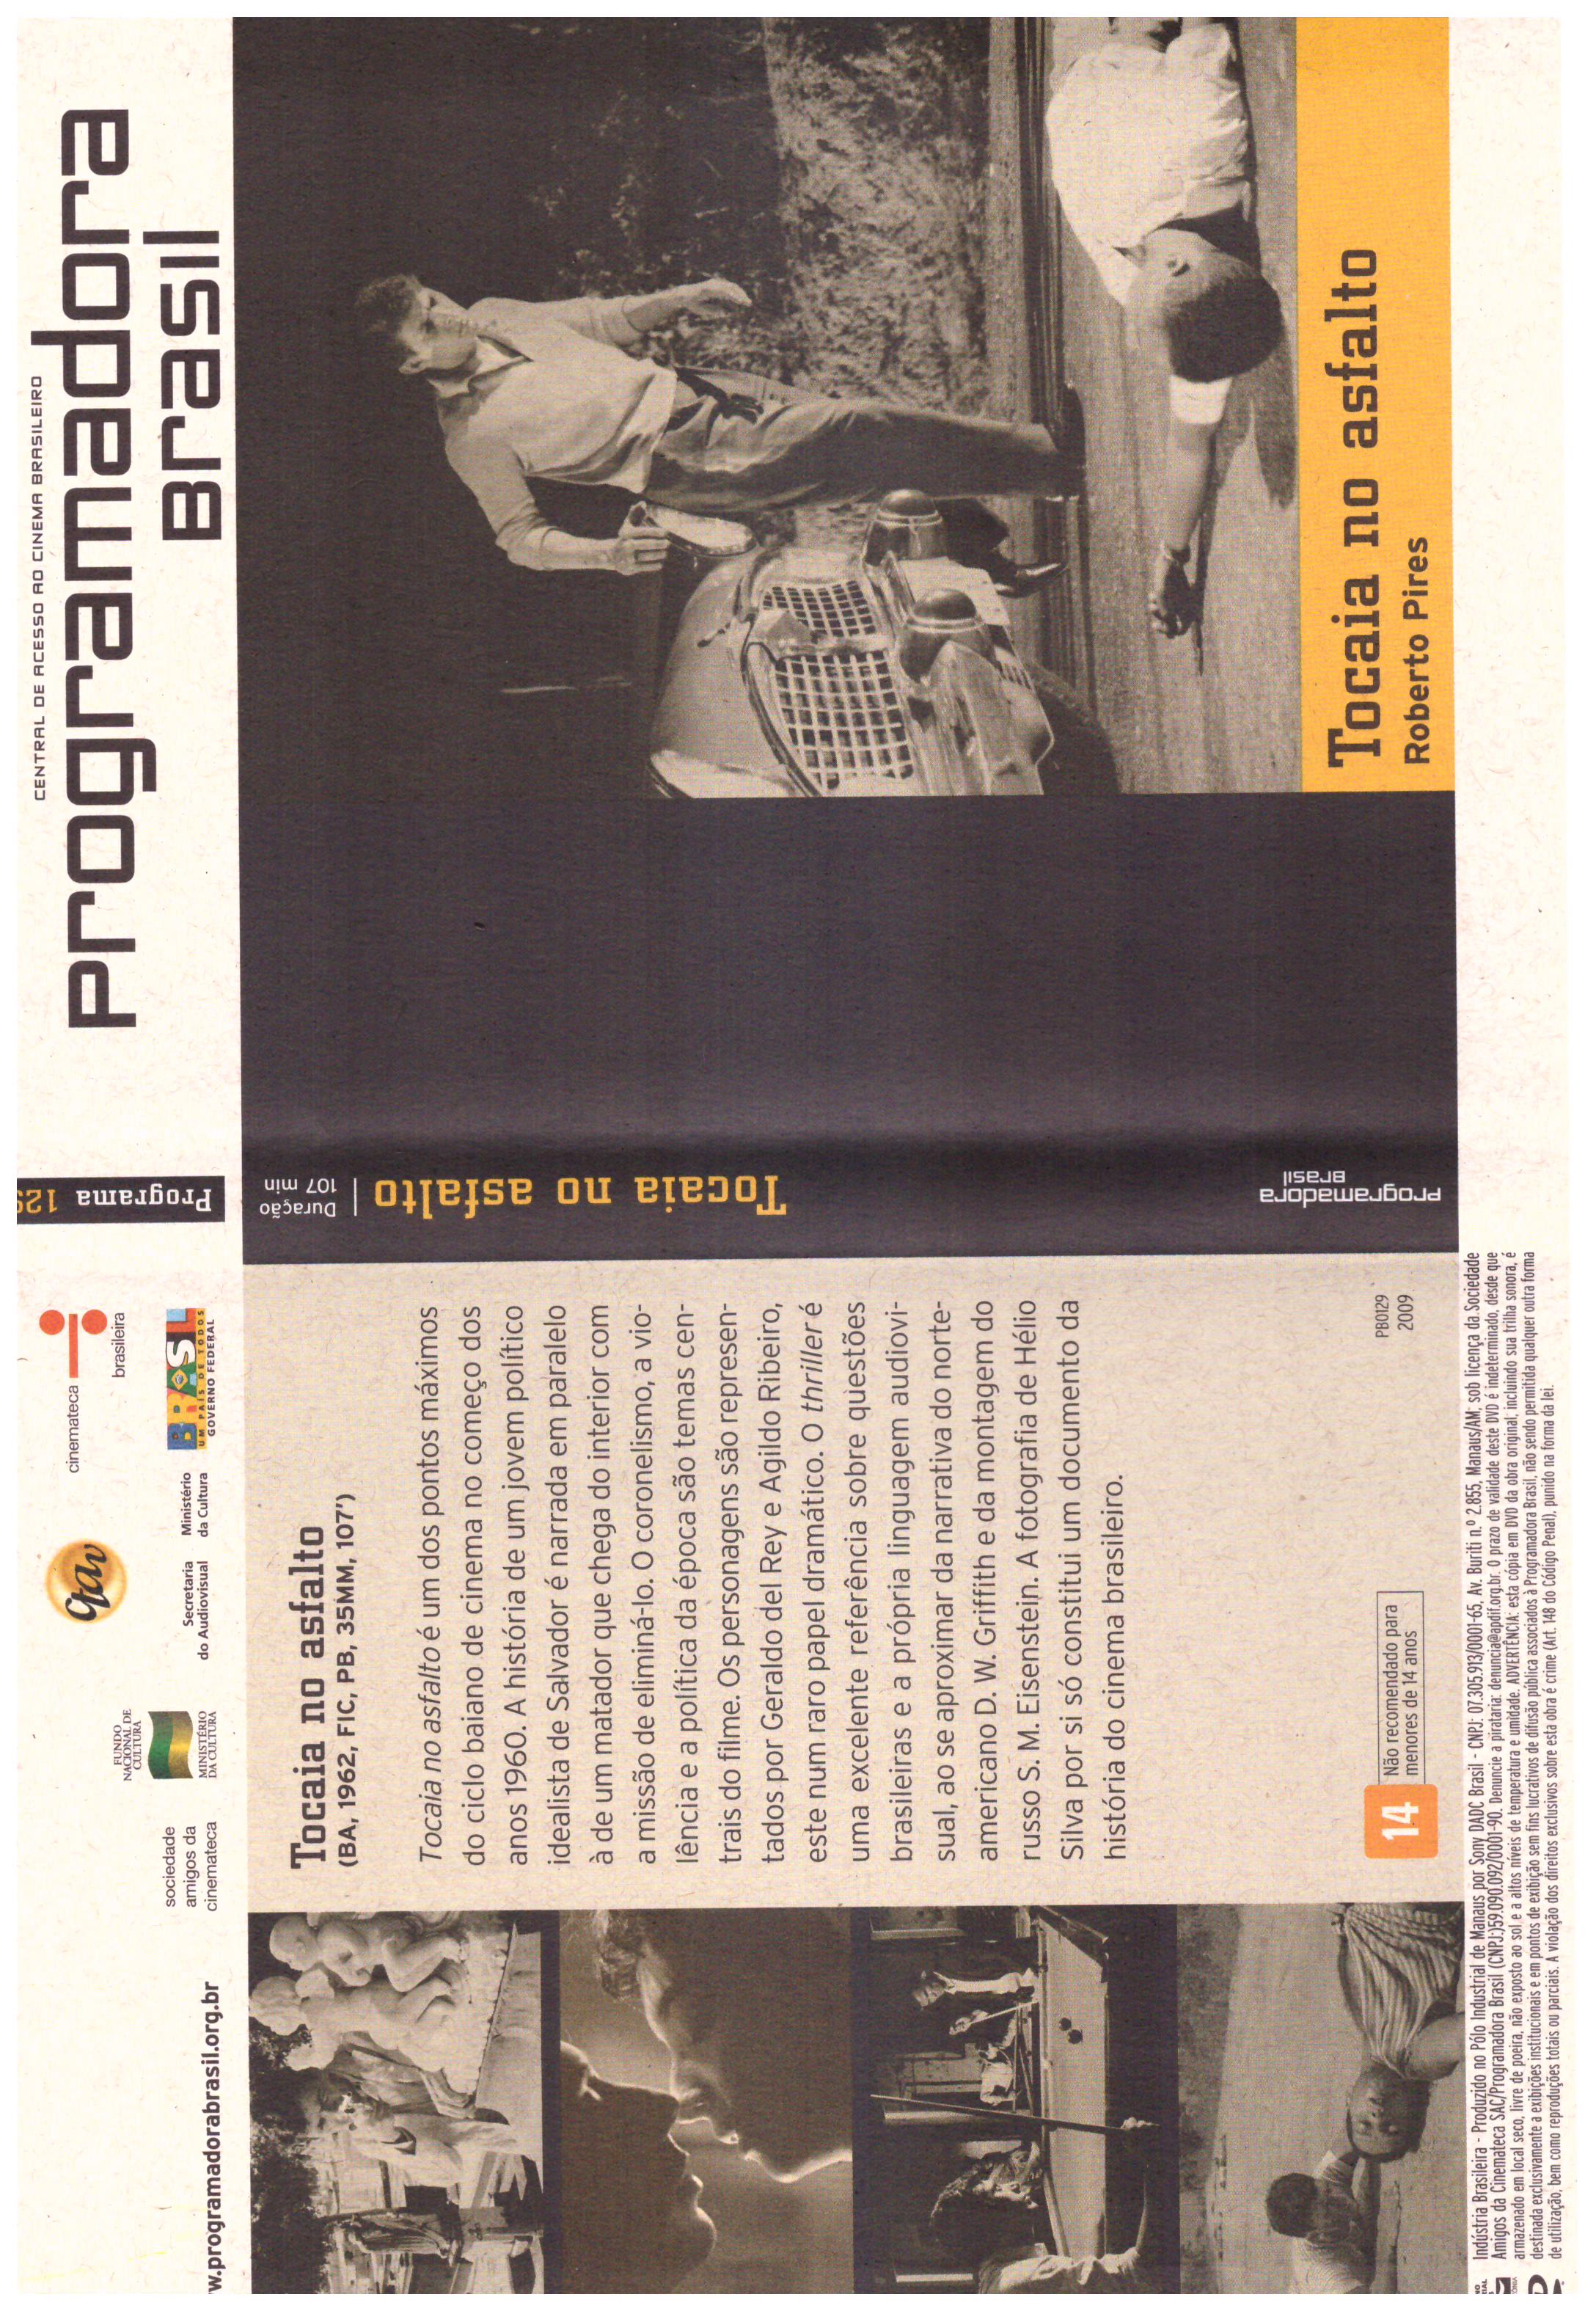 CENTRAL DE ACESSO AO CINEMA BRASILEIRO
programadora
Brasil
Tocaia no asfalto
Roberto Pires
Programa
Duração
107 min
Tocaia no asfalto
programadora
Brasil
cinemateca
brasileira
sav
Secretaria
do Audiovisual
Ministério
da Cultura
BRASIL
UM PAÍS DE TODOS
GOVERNO FEDERAL
FUNDO
NACIONAL DE
CULTURA
MINISTÉRIO
DA CULTURA
sociedade
amigos da
cinemateca
w.programadorabrasil.org.br
Tocaia no asfalto
(BA, 1962, FIC, PB, 35MM, 107')
Tocaia no asfalto é um dos pontos máximos
do ciclo baiano de cinema no começo dos
anos 1960. A história de um jovem político
idealista de Salvador é narrada em paralelo
à de um matador que chega do interior com
a missão de eliminá-lo. O coronelismo, a vio-
lência e a política da época são temas cen-
trais do filme. Os personagens são represen-
tados por Geraldo del Rey e Agildo Ribeiro,
este num raro papel dramático. O thriller é
uma excelente referência sobre questões
brasileiras e a própria linguagem audiovi-
sual, ao se aproximar da narrativa do norte-
americano D. W. Griffith e da montagem do
russo S. M. Eisenstein. A fotografia de Hélio
Silva por si só constitui um documento da
história do cinema brasileiro.
14
Não recomendado para
menores de 14 anos
PB0129
2009
Indústria Brasileira - Produzido no Pólo Industrial de Manaus por Sony DADC Brasil - CNPJ: 07.305.913/0001-65, Av. Buriti n.º 2.855, Manaus/AM, sob licença da Sociedade
Amigos da Cinemateca SAC/Programadora Brasil (CNPJ:)59.090.092/0001-90. Denuncie a pirataria: denuncia@apdif.org.br. O prazo de validade deste DVD é indeterminado, desde que
armazenado em local seco, livre de poeira, não exposto ao sol e a altos níveis de temperatura e umidade. ADVERTÊNCIA: esta cópia em DVD da obra original, incluindo sua trilha sonora, é
destinada exclusivamente a exibições institucionais e em pontos de exibição sem fins lucrativos de difusão pública associados à Programadora Brasil, não sendo permitida qualquer outra forma
de utilização, bem como reproduções totais ou parciais. A violação dos direitos exclusivos sobre esta obra é crime (Art. 148 do Código Penal), punido na forma da lei.